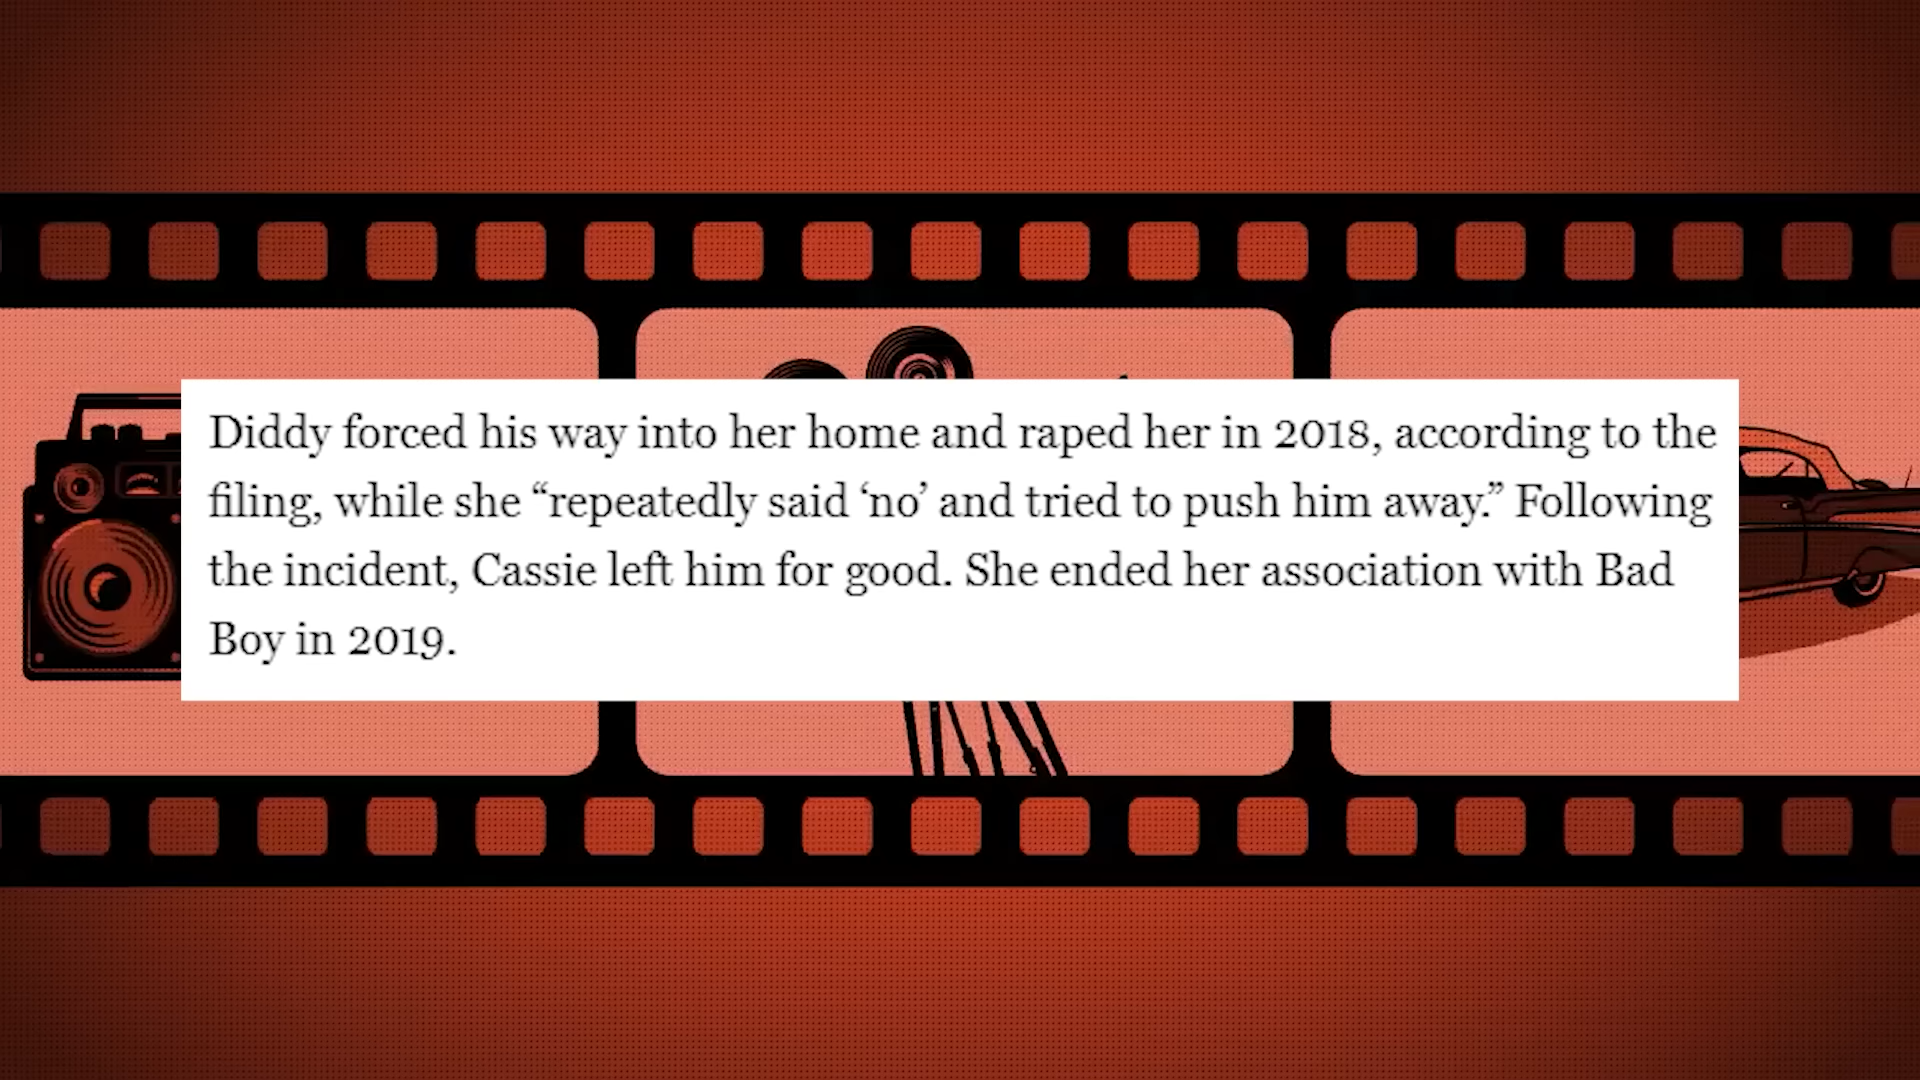 Diddy forced his way into her home and raped her in 2018, according to the
filing, while she “repeatedly said ‘no’ and tried to push him away.” Following
the incident, Cassie left him for good. She ended her association with Bad
Boy in 2019.